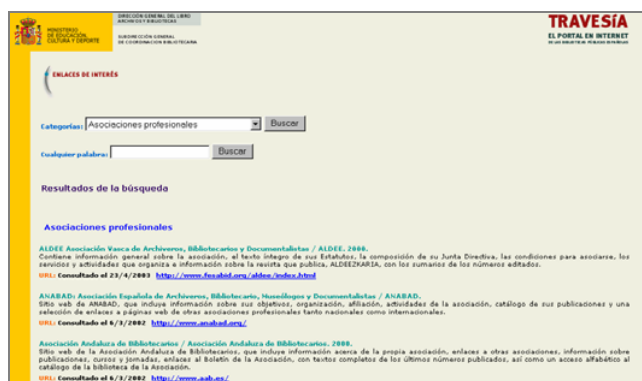 MINISTERIO
DE EDUCACIÓN,
CULTURA Y DEPORTE
DIRECCIÓN GENERAL DEL LIBRO
ARCHIVOS Y BIBLIOTECAS
SUBDIRECCIÓN GENERAL
DE COORDINACION BIBLIOTECARIA
TRAVESÍA
EL PORTAL EN INTERNET
DE LAS BIBLIOTECAS PÚBLICAS ESPAÑOLAS
ENLACES DE INTERÉS
Categorías: Asociaciones profesionales Buscar
Cualquier palabra: Buscar
Resultados de la búsqueda
Asociaciones profesionales
ALDEE Asociación Vasca de Archiveros, Bibliotecarios y Documentalistas / ALDEE. 2000.
Contiene información general sobre la asociación, el texto íntegro de sus Estatutos, la composición de su Junta Directiva, las condiciones para asociarse, los
servicios y actividades que organiza e información sobre la revista que publica, ALDEEZKARIA, con los sumarios de los números editados.
URL: Consultado el 23/4/2003 http://www.fesabid.org/aldee/index.html
ANABAD: Asociación Española de Archiveros, Bibliotecario, Museólogos y Documentalistas / ANABAD.
Sitio web de ANABAD, que incluye información sobre sus objetivos, organización, afiliación, actividades de la asociación, catálogo de sus publicaciones y una
selección de enlaces a páginas web de otras asociaciones profesionales tanto nacionales como internacionales.
URL: Consultado el 6/3/2002 http://www.anabad.org/
Asociación Andaluza de Bibliotecarios / Asociación Andaluza de Bibliotecarios. 2000.
Sitio web de la Asociación Andaluza de Bibliotecarios, que incluye información acerca de la propia asociación, enlaces a otras asociaciones, información sobre
publicaciones, cursos y jornadas, enlaces al Boletín de la Asociación, con textos completos de los últimos números publicados, así como un acceso alfabético al
catálogo de la biblioteca de la Asociación.
URL: Consultado el 6/3/2002 http://www.aab.es/